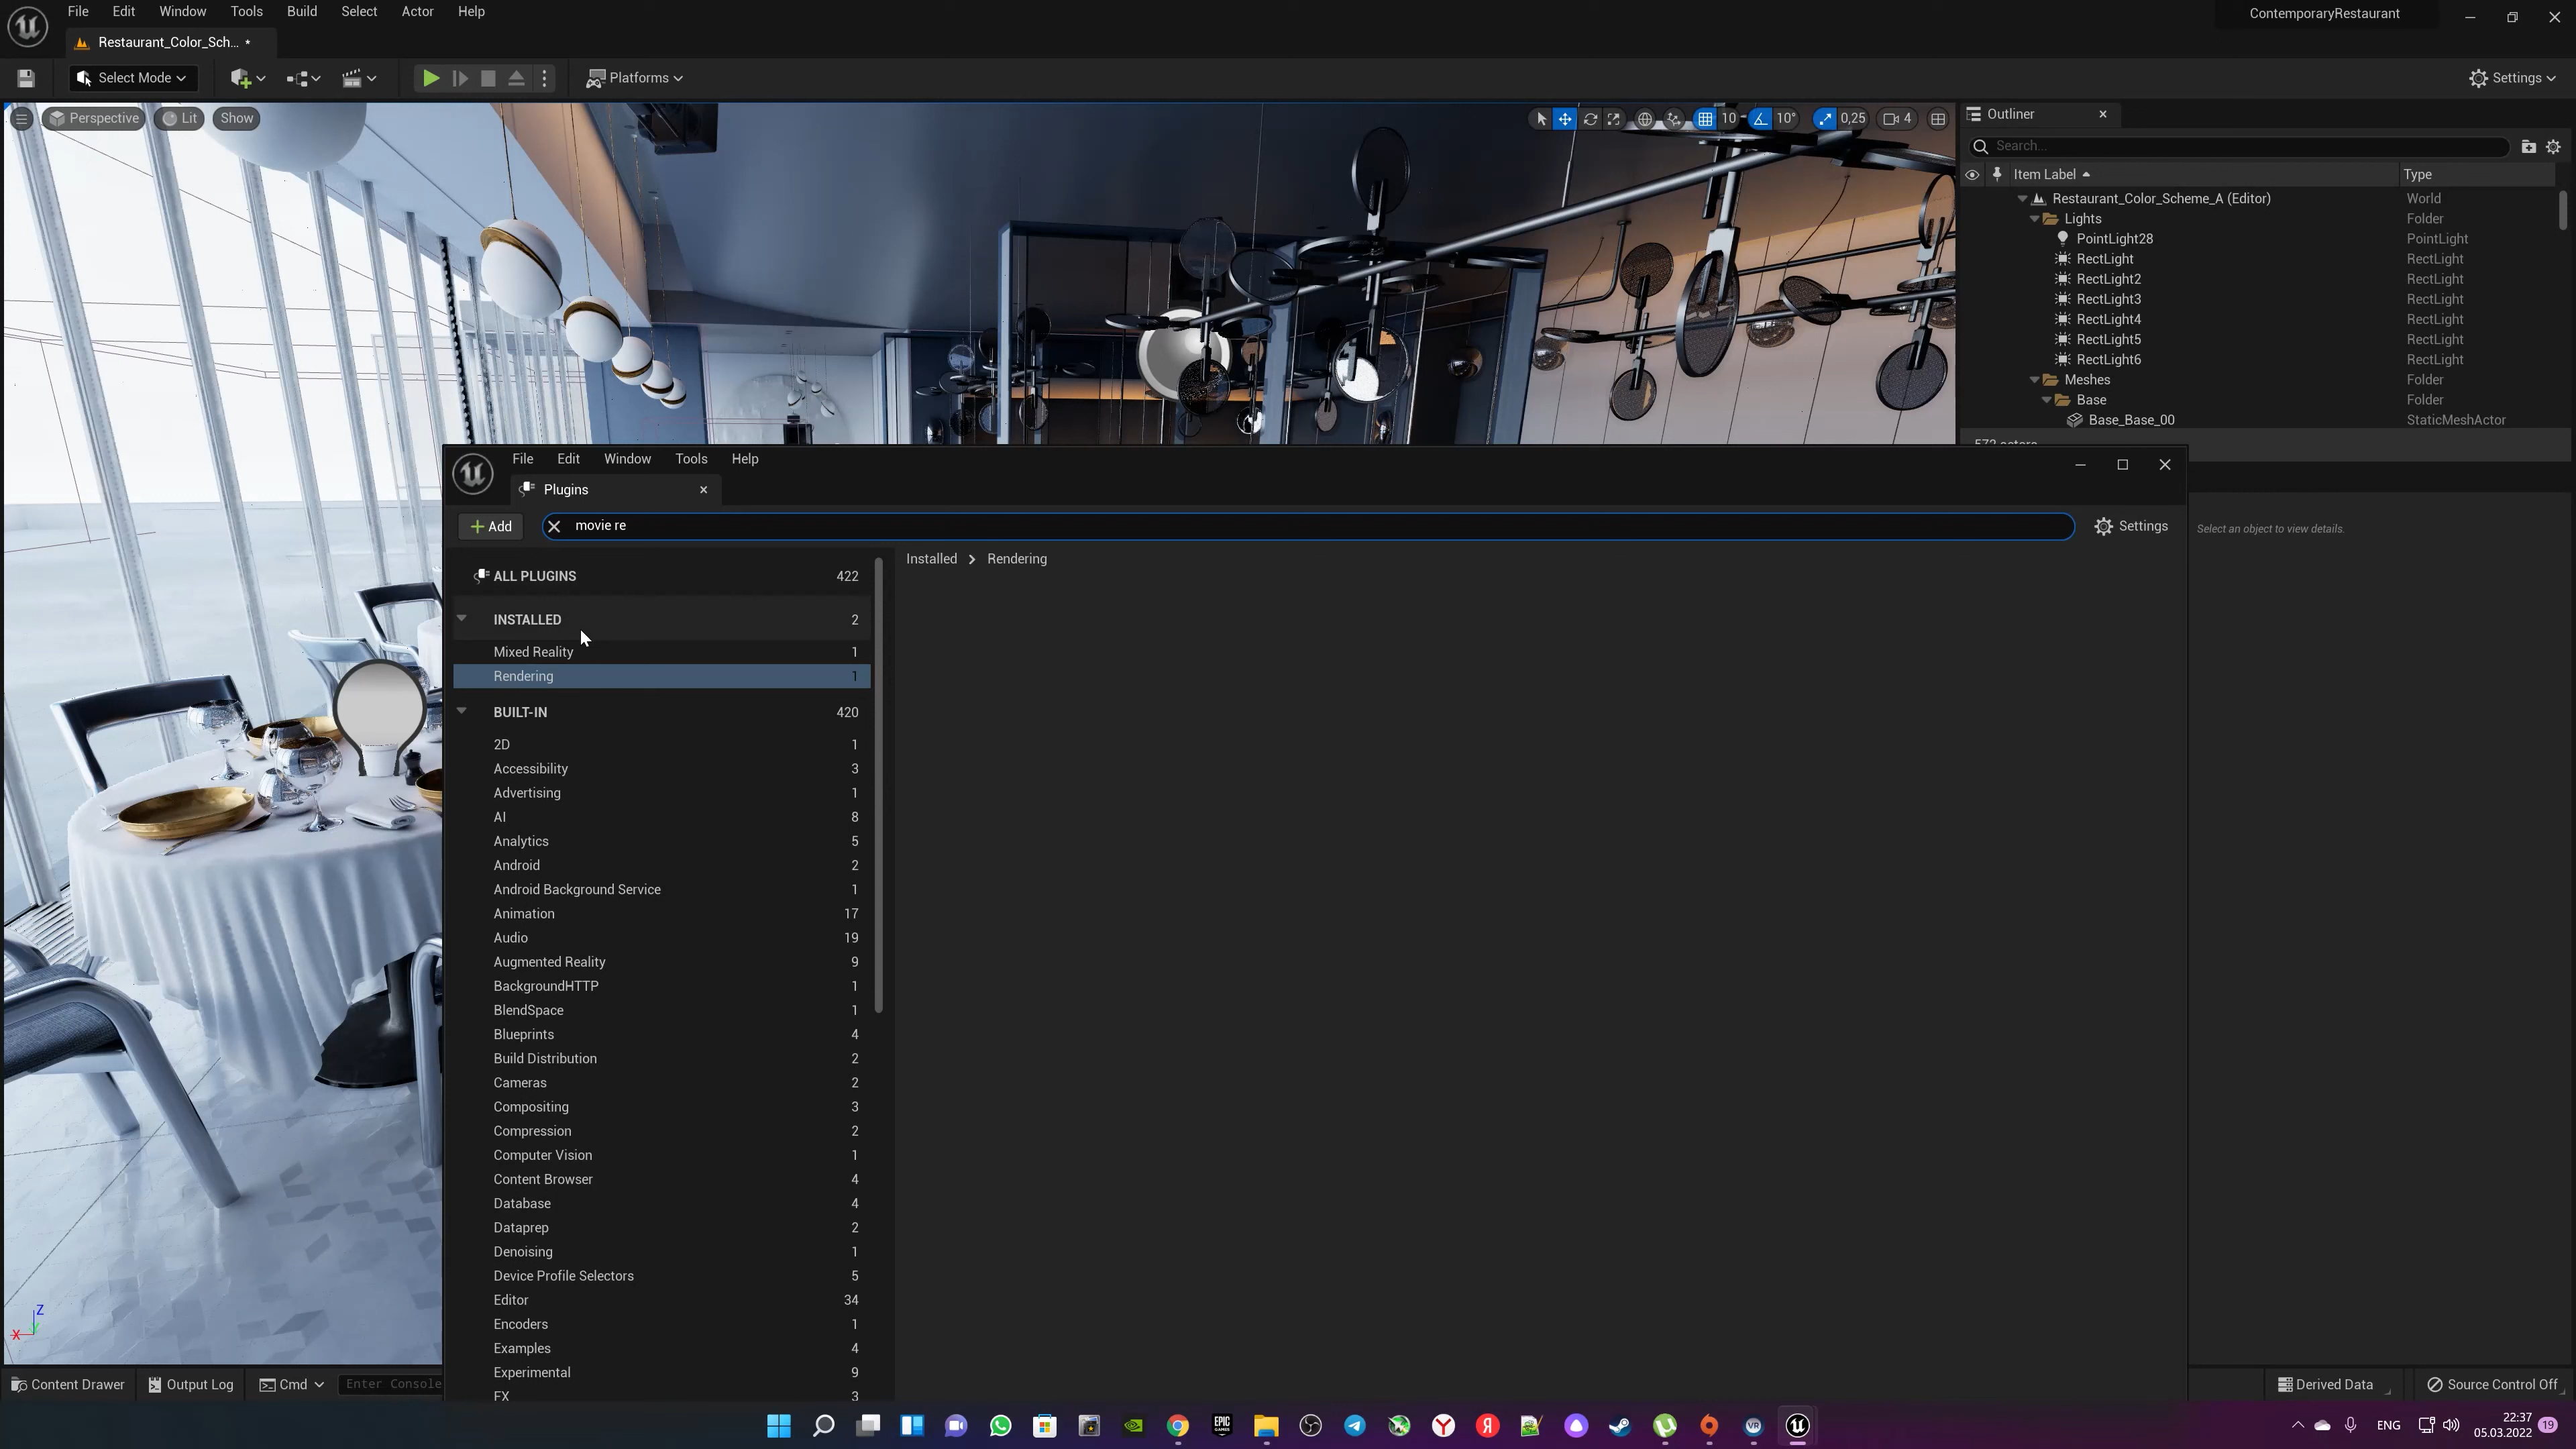 File Edit Window Tools Build Select Actor Help
ContemporaryRestaurant
Restaurant_Color_Sch... *
Select Mode
Platforms
Settings
Perspective Lit Show
10 10° 0,25 4
Outliner
Search...
Item Label Type
Restaurant_Color_Scheme_A (Editor) World
Lights Folder
PointLight28 PointLight
RectLight RectLight
RectLight2 RectLight
RectLight3 RectLight
RectLight4 RectLight
RectLight5 RectLight
RectLight6 RectLight
Meshes Folder
Base Folder
Base_Base_00 StaticMeshActor
Select an object to view details.
File Edit Window Tools Help
Plugins
Add
movie re
Settings
Installed > Rendering
ALL PLUGINS 422
INSTALLED 2
Mixed Reality 1
Rendering 1
BUILT-IN 420
2D 1
Accessibility 3
Advertising 1
AI 8
Analytics 5
Android 2
Android Background Service 1
Animation 17
Audio 19
Augmented Reality 9
BackgroundHTTP 1
BlendSpace 1
Blueprints 4
Build Distribution 2
Cameras 2
Compositing 3
Compression 2
Computer Vision 1
Content Browser 4
Database 4
Dataprep 2
Denoising 1
Device Profile Selectors 5
Editor 34
Encoders 1
Examples 4
Experimental 9
FX 3
Z
X
Content Drawer Output Log Cmd Enter Console
Derived Data Source Control Off
EPIC GAMES
ENG
22:37
05.03.2022
19